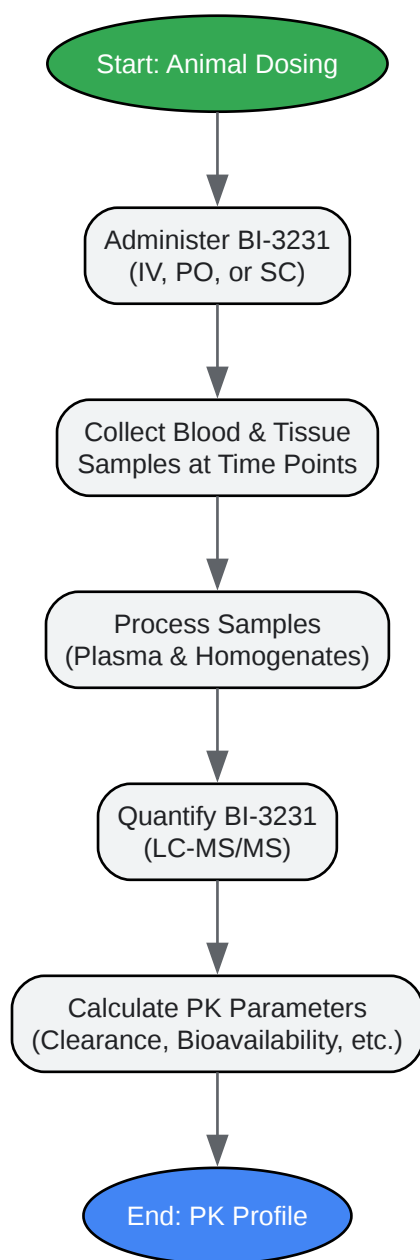 Start: Animal Dosing
Administer BI-3231
(IV, PO, or SC)
Collect Blood & Tissue
Samples at Time Points
Process Samples
(Plasma & Homogenates)
Quantify BI-3231
(LC-MS/MS)
Calculate PK Parameters
(Clearance, Bioavailability, etc.)
End: PK Profile